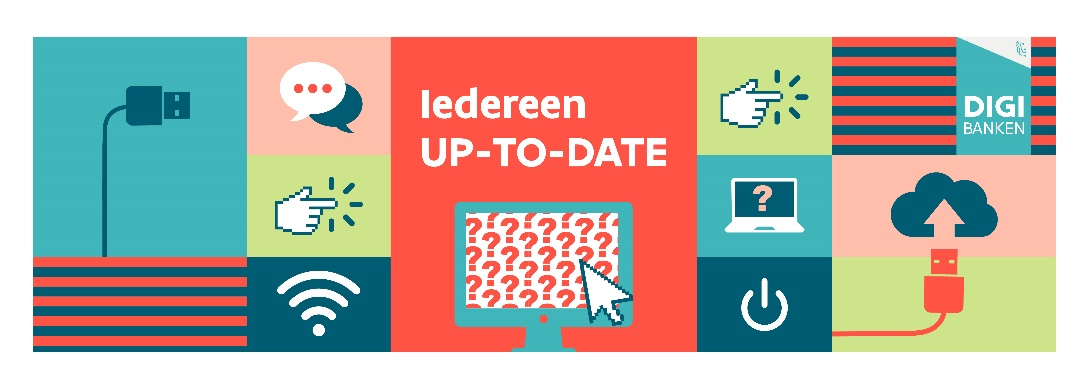 Iedereen
UP-TO-DATE
DIGI
BANKEN
?